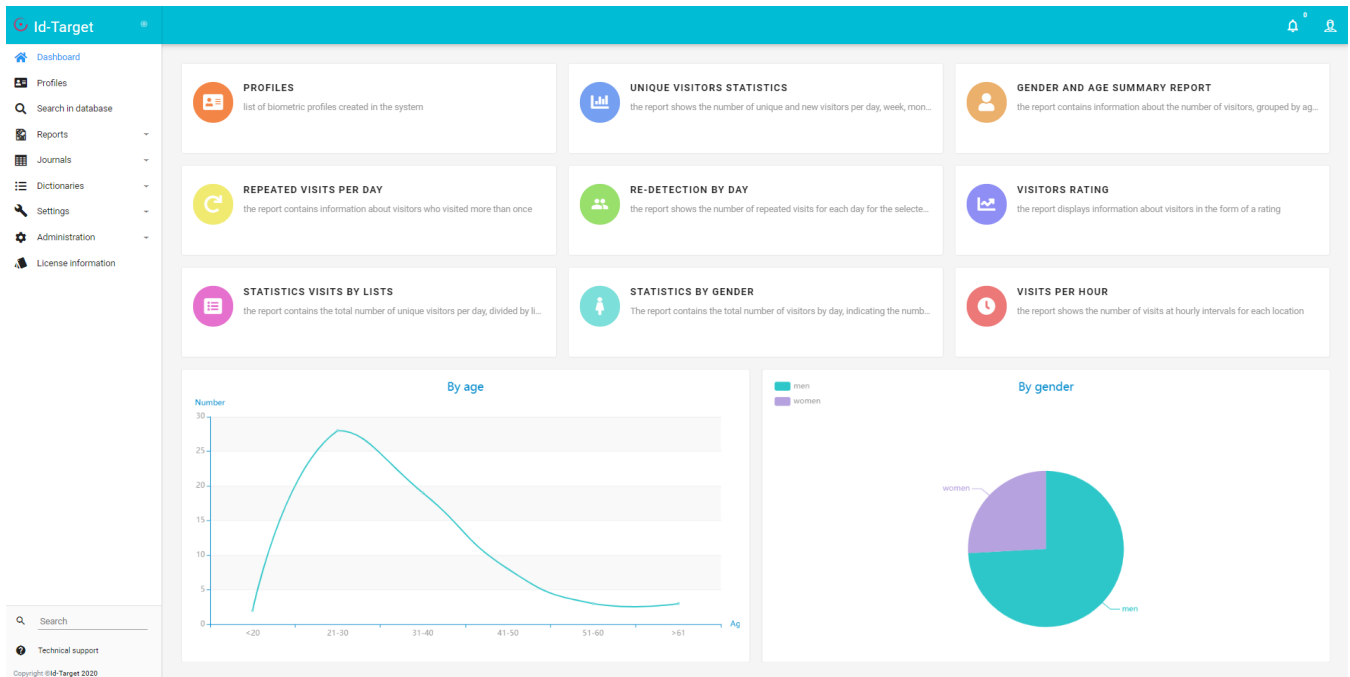 Id-Target
0
Dashboard
Profiles
Search in database
Reports
Journals
Dictionaries
Settings
Administration
License information
Search
Technical support
Copyright ©Id-Target 2020
PROFILES
list of biometric profiles created in the system
UNIQUE VISITORS STATISTICS
the report shows the number of unique and new visitors per day, week, mon...
GENDER AND AGE SUMMARY REPORT
the report contains information about the number of visitors, grouped by ag...
REPEATED VISITS PER DAY
the report contains information about visitors who visited more than once
RE-DETECTION BY DAY
the report shows the number of repeated visits for each day for the selecte...
VISITORS RATING
the report displays information about visitors in the form of a rating
STATISTICS VISITS BY LISTS
the report contains the total number of unique visitors per day, divided by li...
STATISTICS BY GENDER
The report contains the total number of visitors by day, indicating the numb...
VISITS PER HOUR
the report shows the number of visits at hourly intervals for each location
By age
Number
30
25
20
15
10
5
0
<20 21-30 31-40 41-50 51-60 >61
Ag
By gender
men
women
women
men